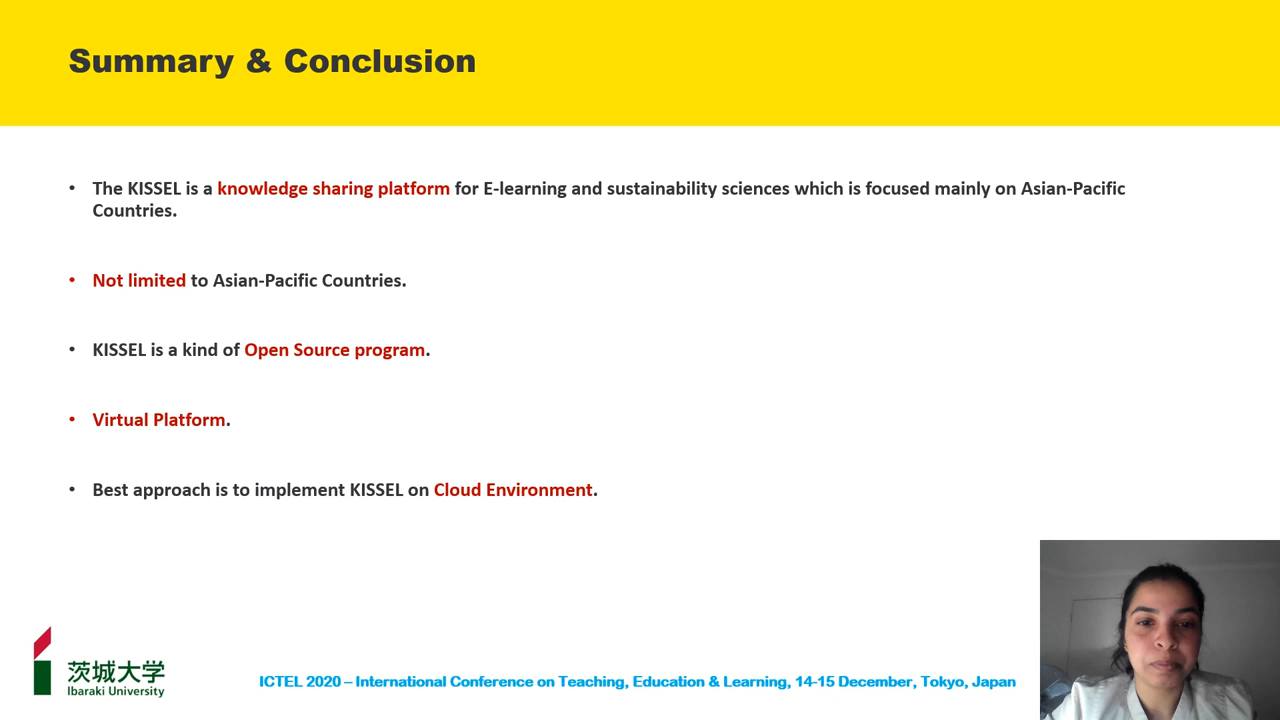 Summary & Conclusion
• The KISSEL is a knowledge sharing platform for E-learning and sustainability sciences which is focused mainly on Asian-Pacific
Countries.
• Not limited to Asian-Pacific Countries.
• KISSEL is a kind of Open Source program.
• Virtual Platform.
• Best approach is to implement KISSEL on Cloud Environment.
茨城大学
Ibaraki University
ICTEL 2020 – International Conference on Teaching, Education & Learning, 14-15 December, Tokyo, Japan